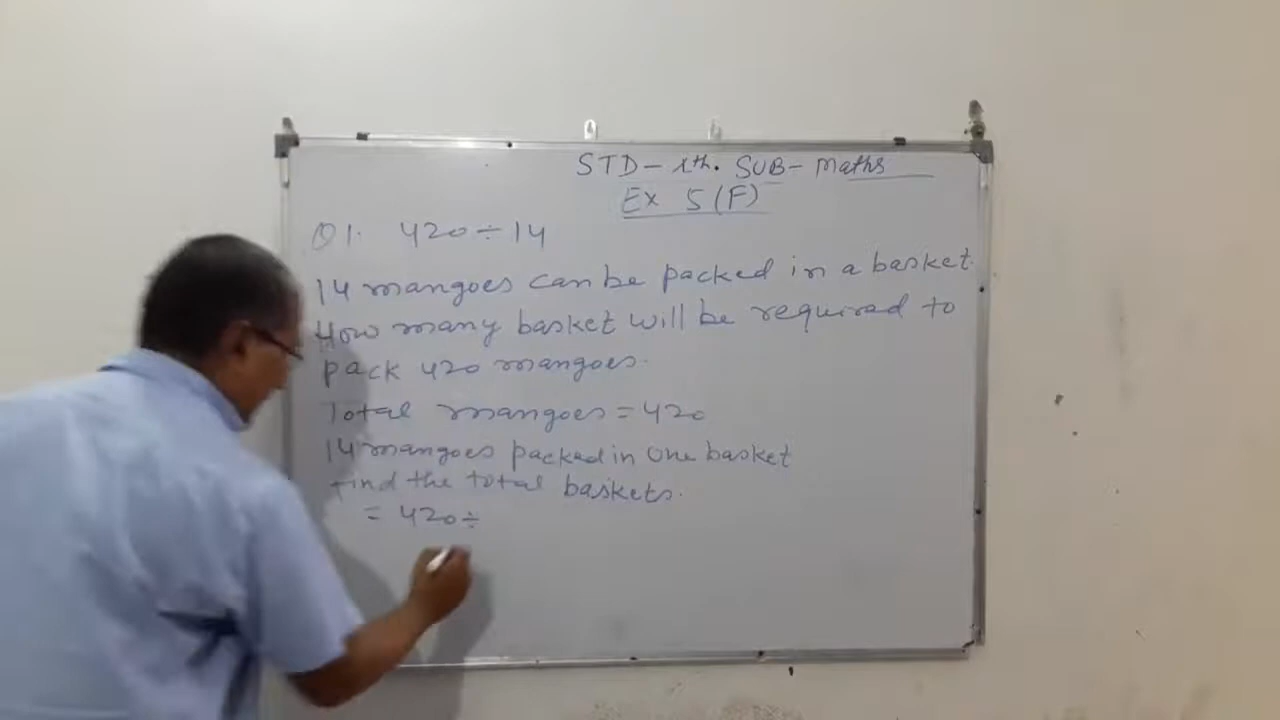 STD - th. SUB - Maths
Ex 5 (F)
Q1. 420 ÷ 14
14 mangoes can be packed in a basket.
How many basket will be required to
pack 420 mangoes.
Total mangoes = 420
14 mangoes packed in one basket
find the total baskets.
= 420 ÷